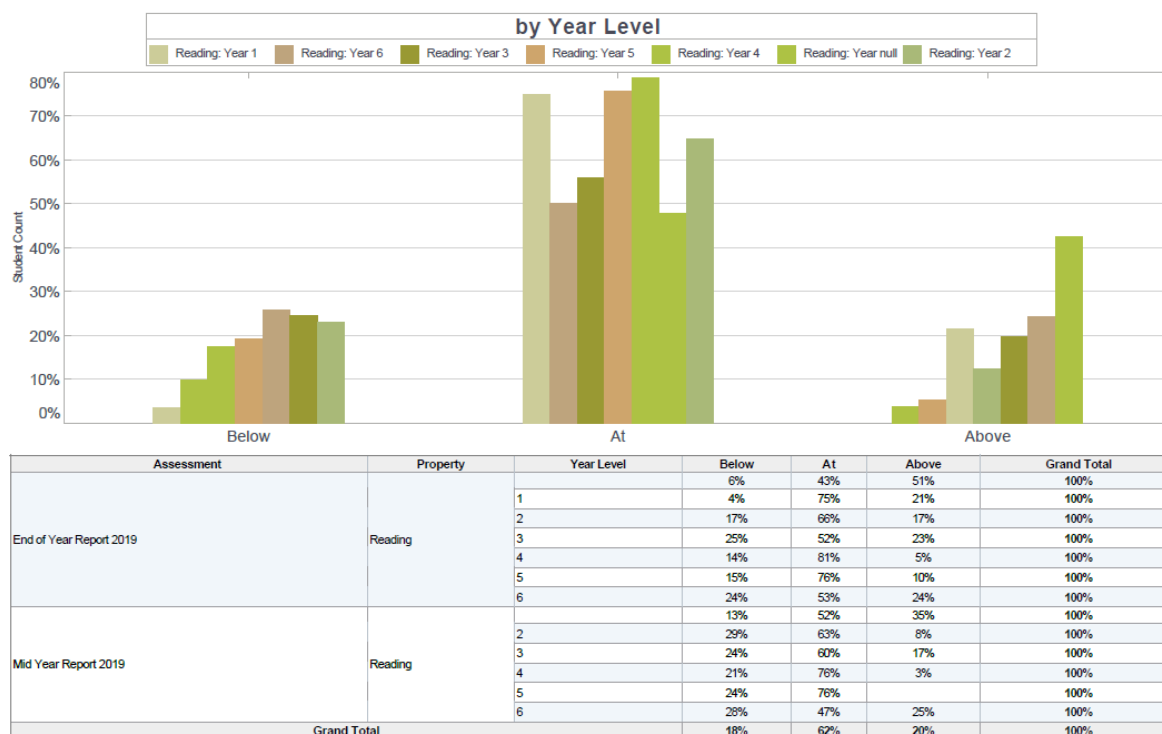 by Year Level
Reading: Year 1 Reading: Year 6 Reading: Year 3 Reading: Year 5 Reading: Year 4 Reading: Year null Reading: Year 2
80%
70%
60%
50%
40%
30%
20%
10%
0%
Student Count
Below At Above
Assessment Property Year Level Below At Above Grand Total
6% 43% 51% 100%
1 4% 75% 21% 100%
2 17% 66% 17% 100%
End of Year Report 2019 Reading 3 25% 52% 23% 100%
4 14% 81% 5% 100%
5 15% 76% 10% 100%
6 24% 53% 24% 100%
13% 52% 35% 100%
2 29% 63% 8% 100%
Mid Year Report 2019 Reading 3 24% 60% 17% 100%
4 21% 76% 3% 100%
5 24% 76% 100%
6 28% 47% 25% 100%
Grand Total 18% 62% 20% 100%